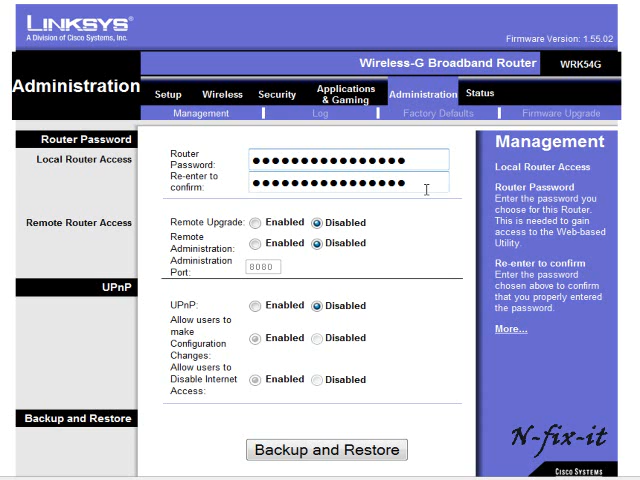 LINKSYS®
A Division of Cisco Systems, Inc.
Firmware Version: 1.55.02
Wireless-G Broadband Router
WRK54G
Administration
Setup
Wireless
Security
Applications
& Gaming
Administration
Status
Management
Log
Factory Defaults
Firmware Upgrade
Router Password
Local Router Access
Router
Password:
Re-enter to
confirm:
Remote Router Access
Remote Upgrade:
Enabled
Disabled
Remote
Administration:
Enabled
Disabled
Administration
Port:
8080
UPnP
UPnP:
Enabled
Disabled
Allow users to
make
Configuration
Changes:
Enabled
Disabled
Allow users to
Disable Internet
Access:
Enabled
Disabled
Backup and Restore
Backup and Restore
Management
Local Router Access
Router Password
Enter the password you
choose for this Router.
This is needed to gain
access to the Web-based
Utility.
Re-enter to confirm
Enter the password
chosen above to confirm
that you properly entered
the password.
More...
N-fix-it
CISCO SYSTEMS